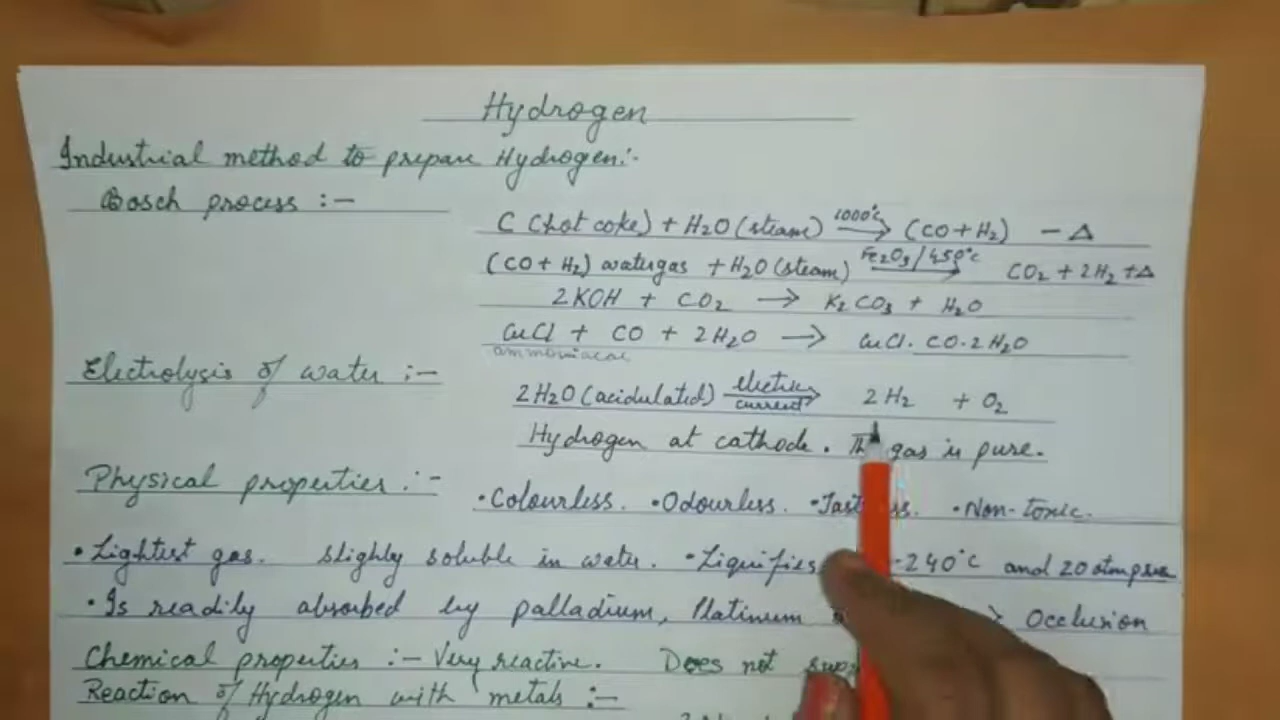 Hydrogen
Industrial method to prepare Hydrogen:-
Bosch process :-
C (hot coke) + H₂O (steam) 1000°C → (CO + H₂) - Δ
(CO + H₂) watergas + H₂O (steam) Fe₂O₃/450°C → CO₂ + 2H₂ + Δ
2KOH + CO₂ → K₂CO₃ + H₂O
CuCl + CO + 2H₂O → CuCl. CO. 2H₂O
ammoniacal
Electrolysis of water :-
2H₂O (acidulated) electric current → 2H₂ + O₂
Hydrogen at cathode. gas is pure.
Physical properties :- • Colourless. • Odourless. • • Non-toxic.
• Lightest gas. Slighly soluble in water. • Liquifies -240°C and 20 atm
• Is readily absorbed by palladium, Platinum → Occlusion
Chemical properties :- Very reactive. Does not
Reaction of Hydrogen with metals :-